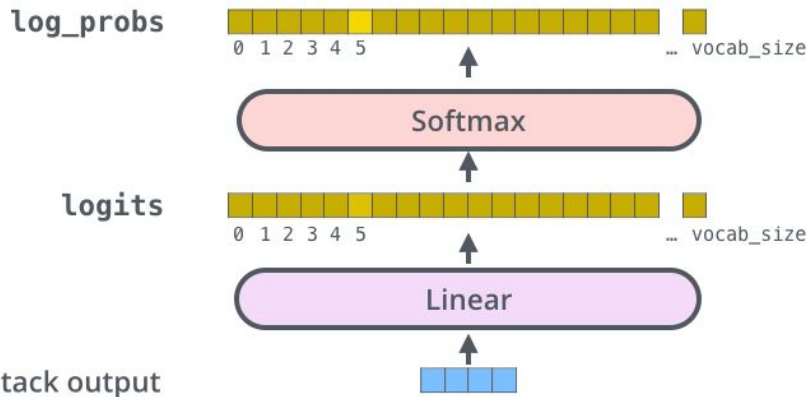 log_probs
0 1 2 3 4 5 … vocab_size
Softmax
logits
0 1 2 3 4 5 … vocab_size
Linear
tack output